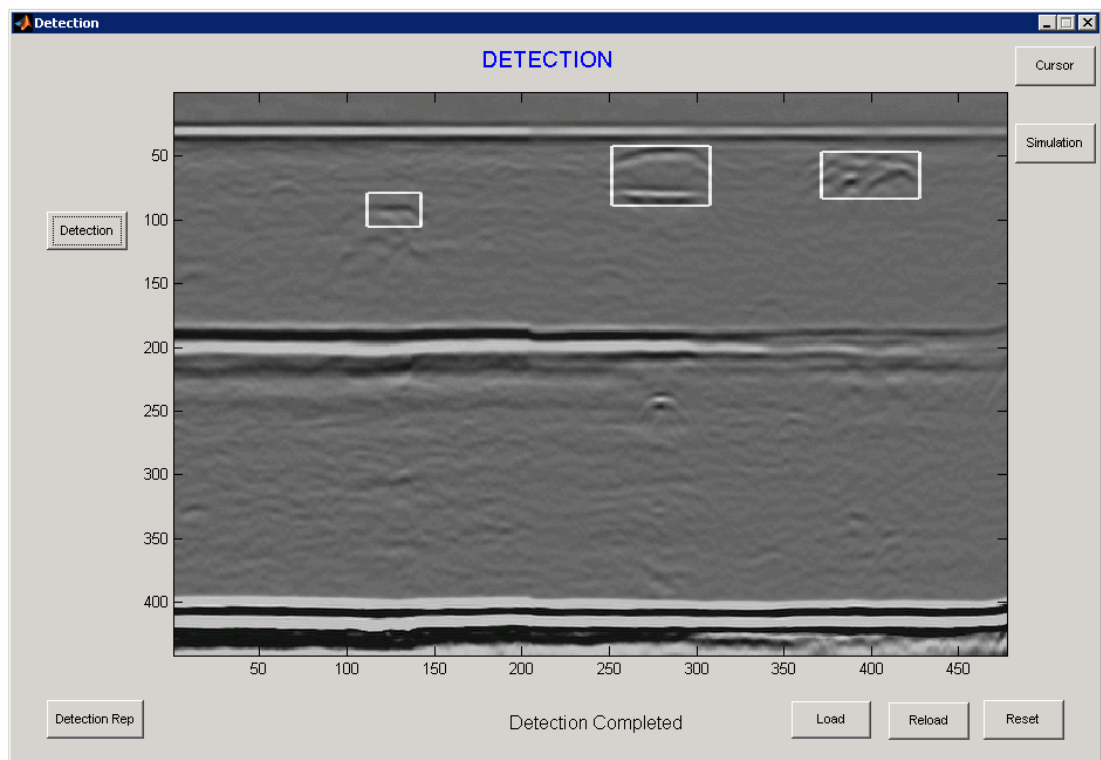 Detection
DETECTION
Cursor
Simulation
Detection
50
100
150
200
250
300
350
400
50 100 150 200 250 300 350 400 450
Detection Rep
Detection Completed
Load
Reload
Reset